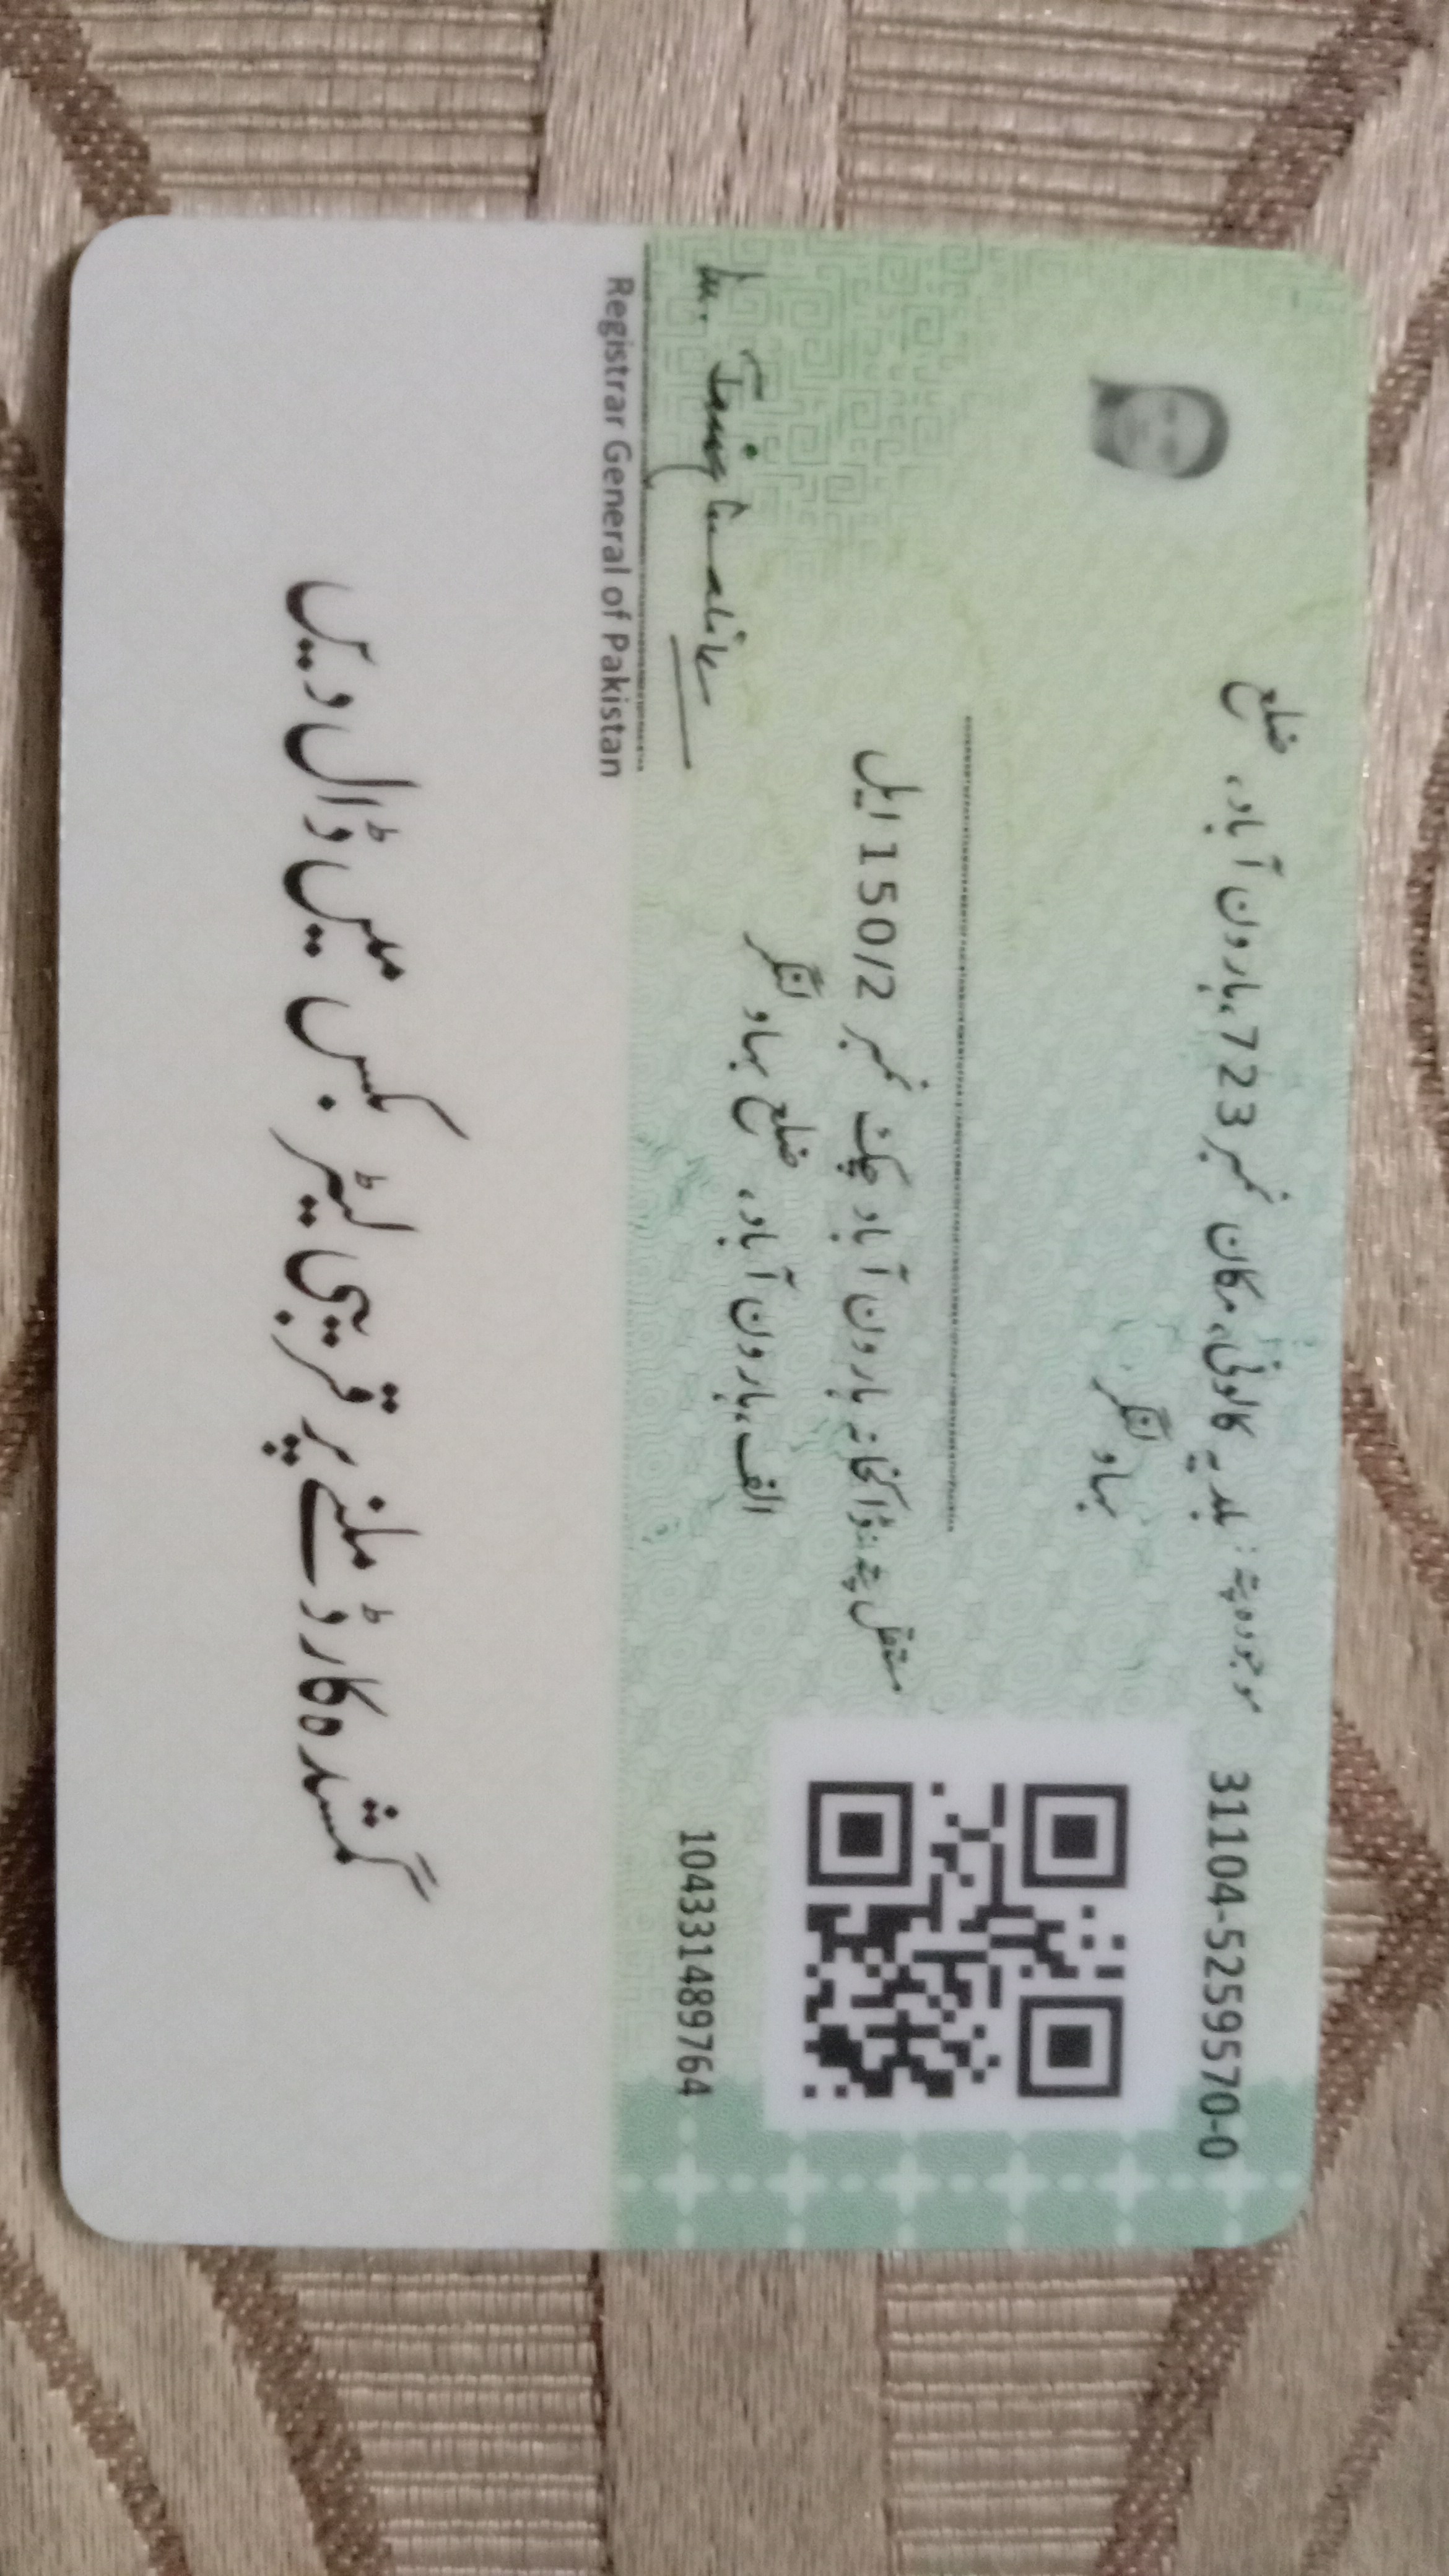 31104-5259570-0
موجودہ پتہ: بلدیہ کالونی، مکان نمبر 723، ہارون آباد، ضلع
بہاولنگر
مستقل پتہ: ڈاکخانہ ہارون آباد چک نمبر 150/2 ایل
الف، ہارون آباد، ضلع بہاولنگر
104331489764
Registrar General of Pakistan
گمشدہ کارڈ ملنے پر قریبی لیٹر بکس میں ڈال دیں